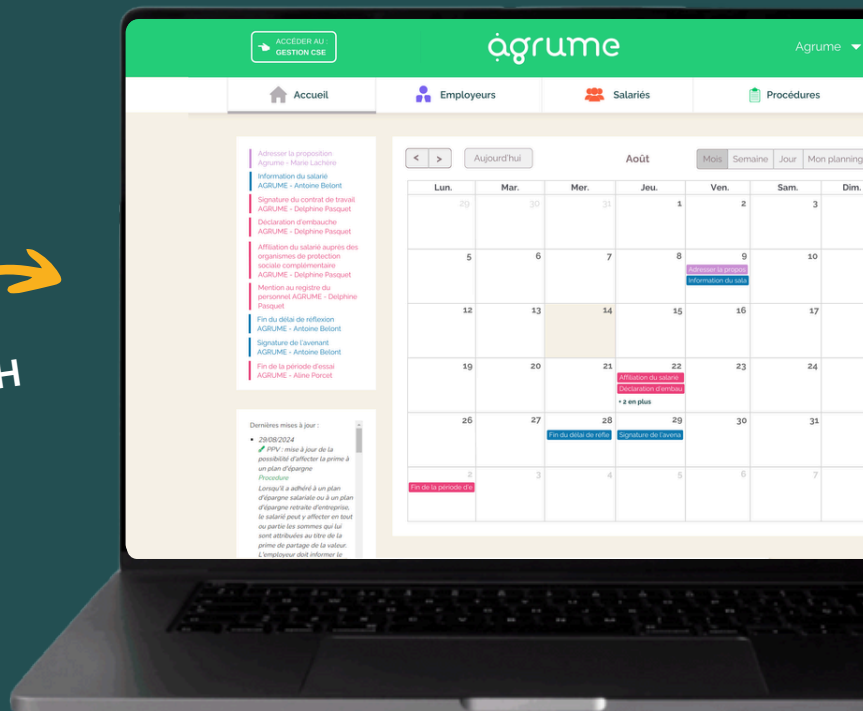 ACCÉDER AU :
GESTION CSE
agrume
Agrume
Accueil
Employeurs
Salariés
Procédures
H
Adresser la proposition
Agrume - Marie Lachère
Information du salarié
AGRUME - Antoine Belont
Signature du contrat de travail
AGRUME - Delphine Pasquet
Déclaration d'embauche
AGRUME - Delphine Pasquet
Affiliation du salarié auprès des
organismes de protection
sociale complémentaire
AGRUME - Delphine Pasquet
Mention au registre du
personnel AGRUME - Delphine
Pasquet
Fin du délai de réflexion
AGRUME - Antoine Belont
Signature de l'avenant
AGRUME - Antoine Belont
Fin de la période d'essai
AGRUME - Aline Porcet
Dernières mises à jour :
29/08/2024
PPV : mise à jour de la
possibilité d'affecter la prime à
un plan d'épargne
Procedure
Lorsqu'il a adhéré à un plan
d'épargne salariale ou à un plan
d'épargne retraite d'entreprise,
le salarié peut y affecter en tout
ou partie les sommes qui lui
sont attribuées au titre de la
prime de partage de la valeur.
L'employeur doit informer le
< > Aujourd'hui
Août
Mois Semaine Jour Mon planning
Lun. Mar. Mer. Jeu. Ven. Sam. Dim.
29 30 31 1 2 3
5 6 7 8 9 10
Adresser la propos
Information du sala
12 13 14 15 16 17
19 20 21 22 23 24
Affiliation du salarié
Déclaration d'embau
+ 2 en plus
26 27 28 29 30 31
Fin du délai de réfle
Signature de l'avena
2 3 4 5 6 7
Fin de la période d'e